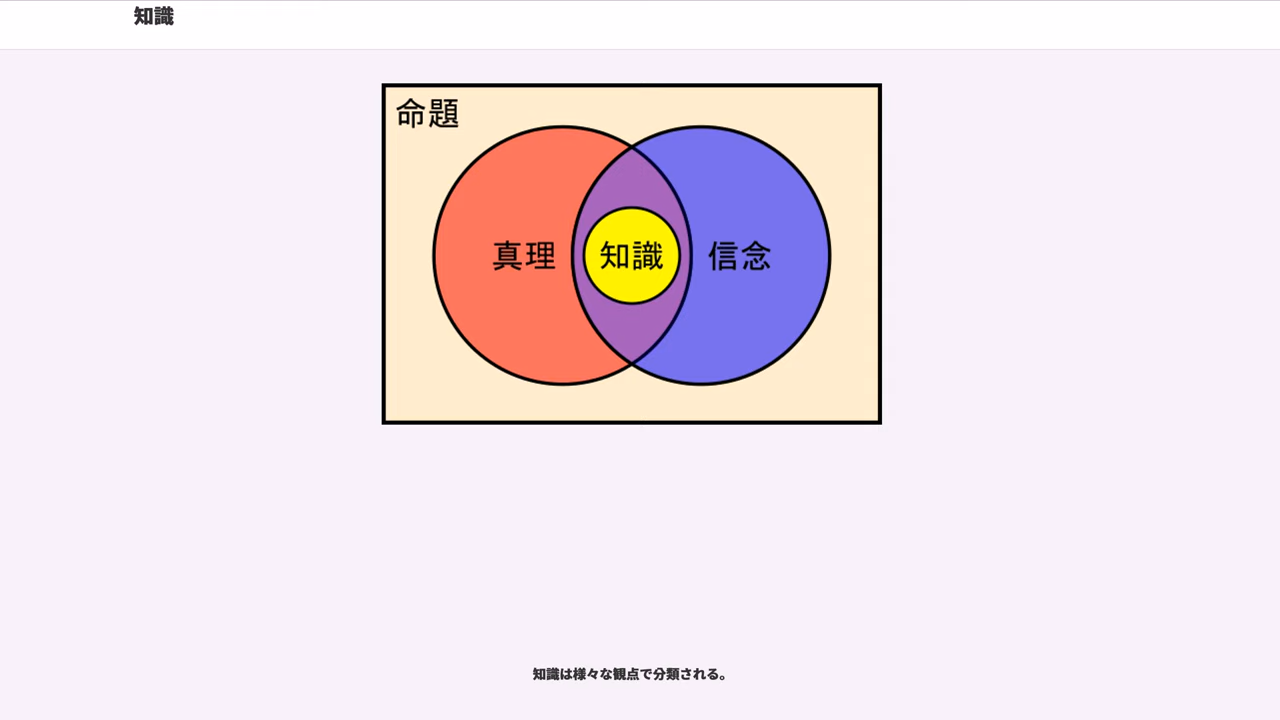 知識
命題
真理
知識
信念
知識は様々な観点で分類される。